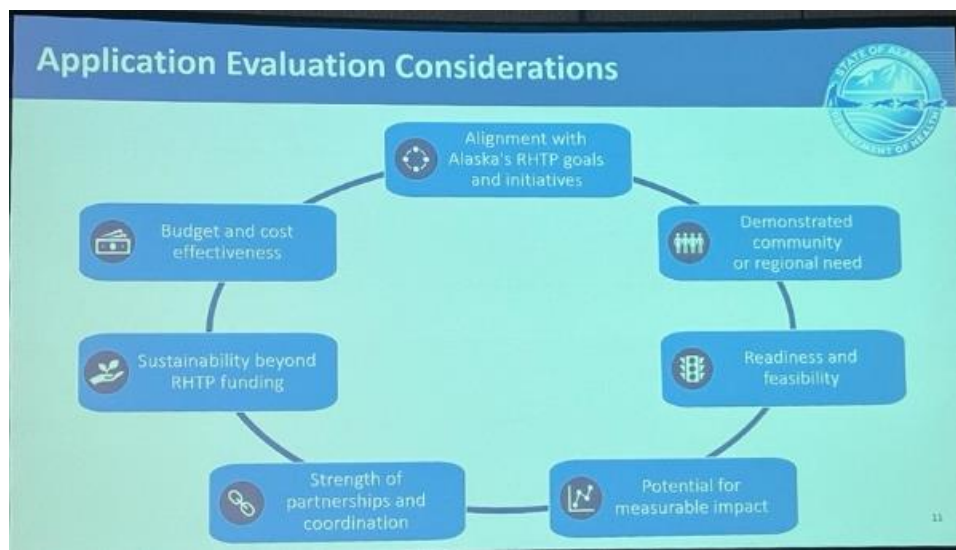 Application Evaluation Considerations
STATE OF ALASKA
DEPARTMENT OF HEALTH
Alignment with
Alaska's RHTP goals
and initiatives
Demonstrated
community
or regional need
Readiness and
feasibility
Potential for
measurable impact
Strength of
partnerships and
coordination
Sustainability beyond
RHTP funding
Budget and cost
effectiveness
11